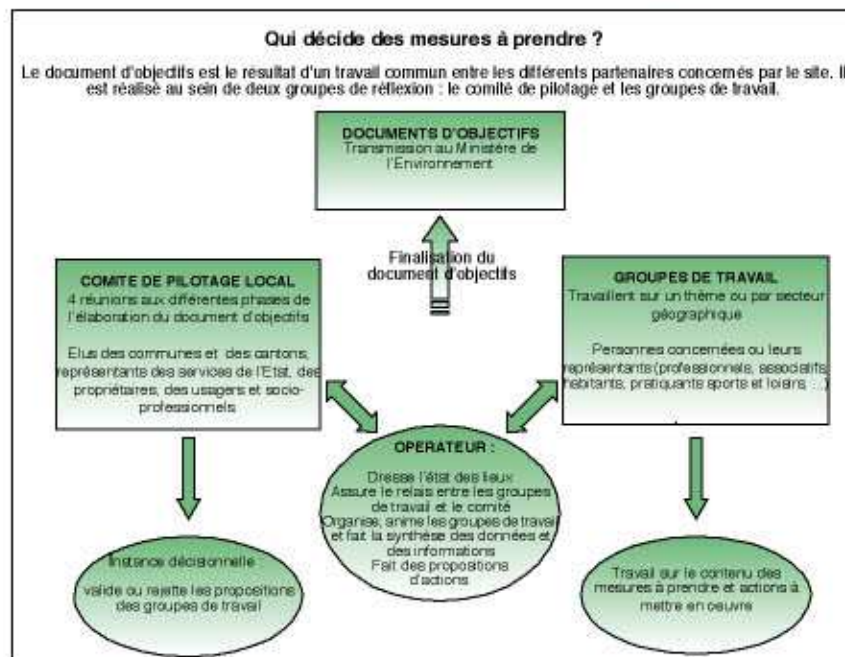 Qui décide des mesures à prendre ?
Le document d'objectifs est le résultat d'un travail commun entre les différents partenaires concernés par le site. Il
est réalisé au sein de deux groupes de réflexion : le comité de pilotage et les groupes de travail.
DOCUMENTS D'OBJECTIFS
Transmission au Ministère de
l'Environnement
Finalisation du
document d'objectifs
COMITE DE PILOTAGE LOCAL
4 réunions aux différentes phases de
l'élaboration du document d'objectifs
Elus des communes et des cantons,
représentants des services de l'Etat, des
propriétaires, des usagers et socio-
professionnels
GROUPES DE TRAVAIL
Travaillent sur un thème ou par secteur
géographique
Personnes concernées ou leurs
représentants (professionnels, associatifs,
habitants, pratiquants sports et loisirs, ...)
OPERATEUR :
Dresse l'état des lieux
Assure le relais entre les groupes
de travail et le comité
Organise, anime les groupes de travail
et fait la synthèse des données et
des informations
Fait des propositions
d'actions
Instance décisionnelle
valide ou rejette les propositions
des groupes de travail
Travail sur le contenu des
mesures à prendre et actions à
mettre en oeuvre